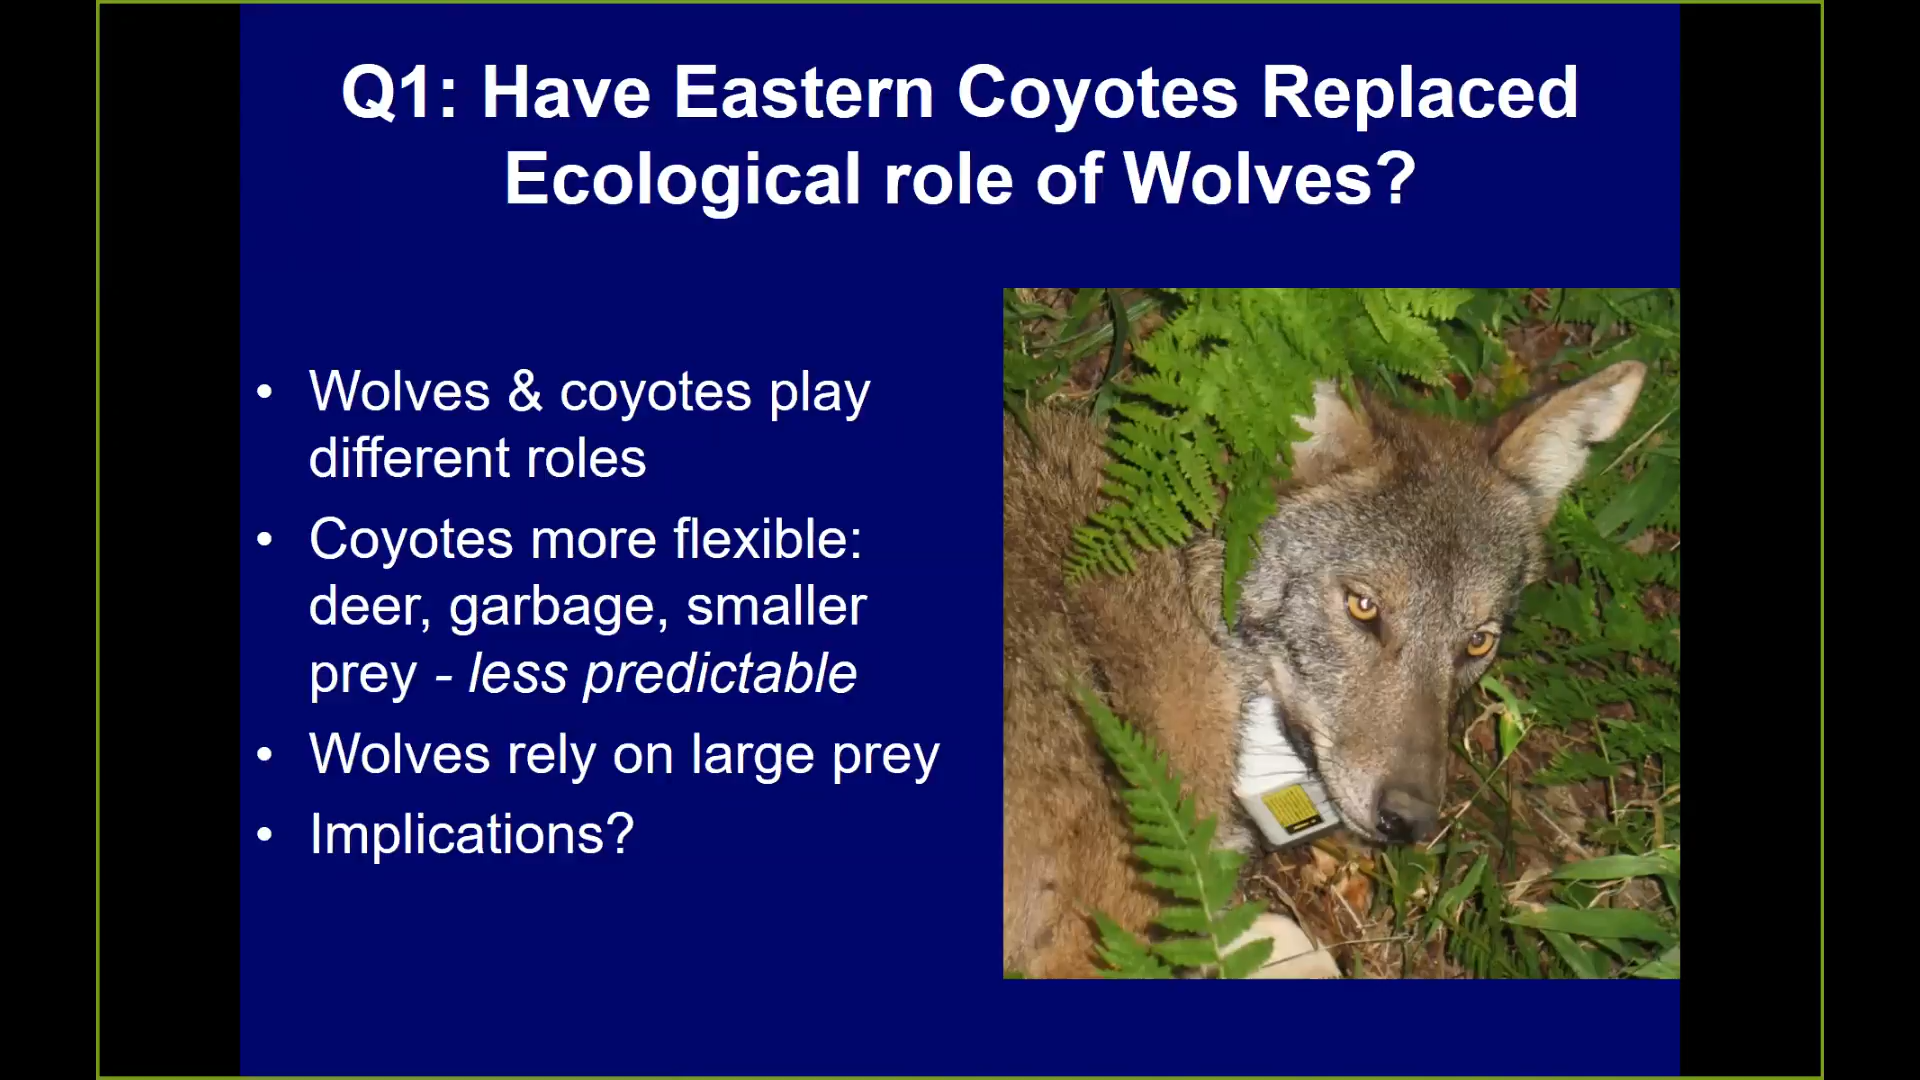 Q1: Have Eastern Coyotes Replaced
Ecological role of Wolves?
• Wolves & coyotes play
different roles
• Coyotes more flexible:
deer, garbage, smaller
prey - less predictable
• Wolves rely on large prey
• Implications?